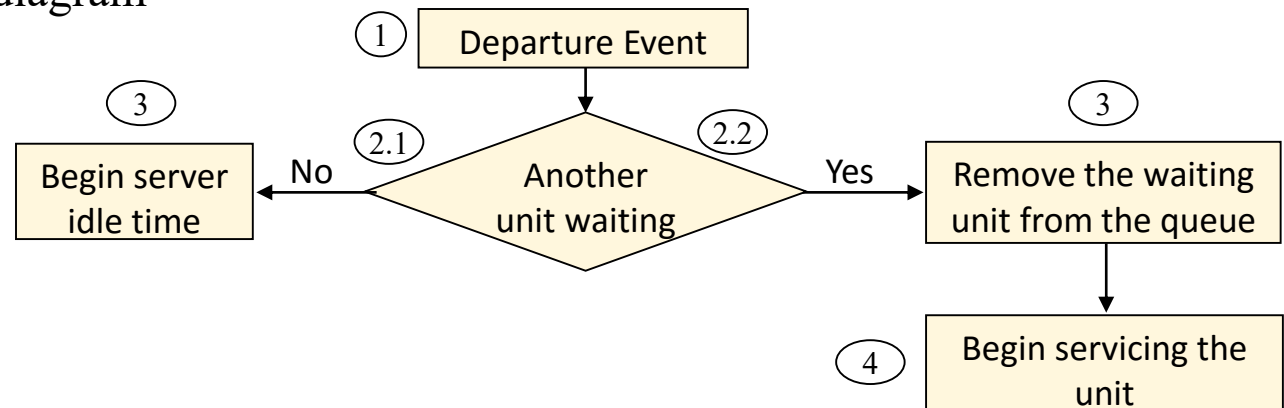 diagram
1
Departure Event
3
2.1
2.2
3
Begin server
idle time
No
Another
unit waiting
Yes
Remove the waiting
unit from the queue
4
Begin servicing the
unit